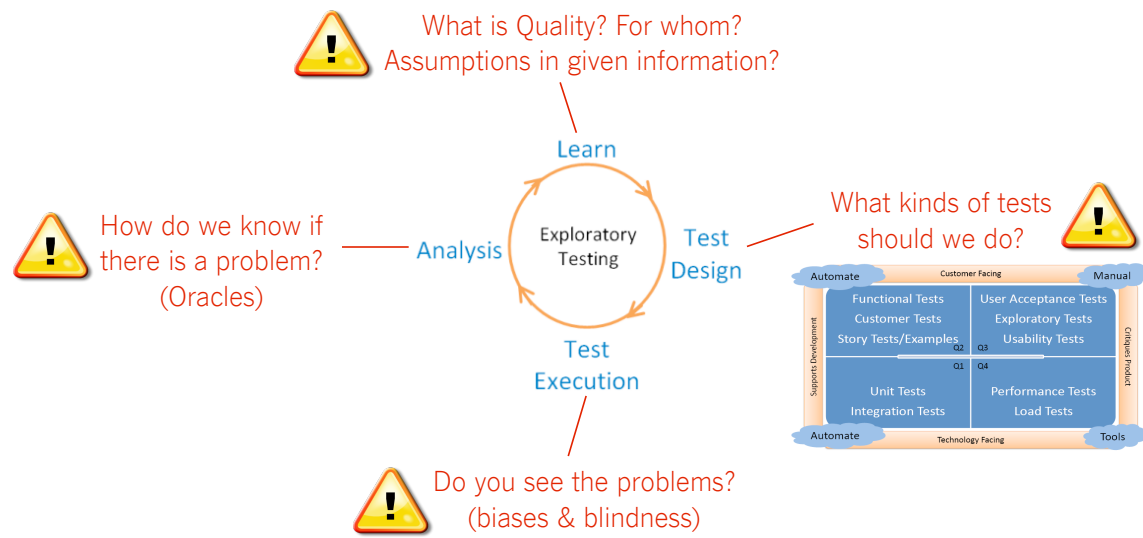 What is Quality? For whom?
Assumptions in given information?
Learn
How do we know if
there is a problem?
(Oracles)
Analysis
Exploratory
Testing
Test
Design
What kinds of tests
should we do?
Automate
Customer Facing
Manual
Supports Development
Functional Tests
Customer Tests
Story Tests/Examples
Q2
User Acceptance Tests
Exploratory Tests
Usability Tests
Q3
Critiques Product
Q1
Unit Tests
Integration Tests
Q4
Performance Tests
Load Tests
Automate
Technology Facing
Tools
Test
Execution
Do you see the problems?
(biases & blindness)